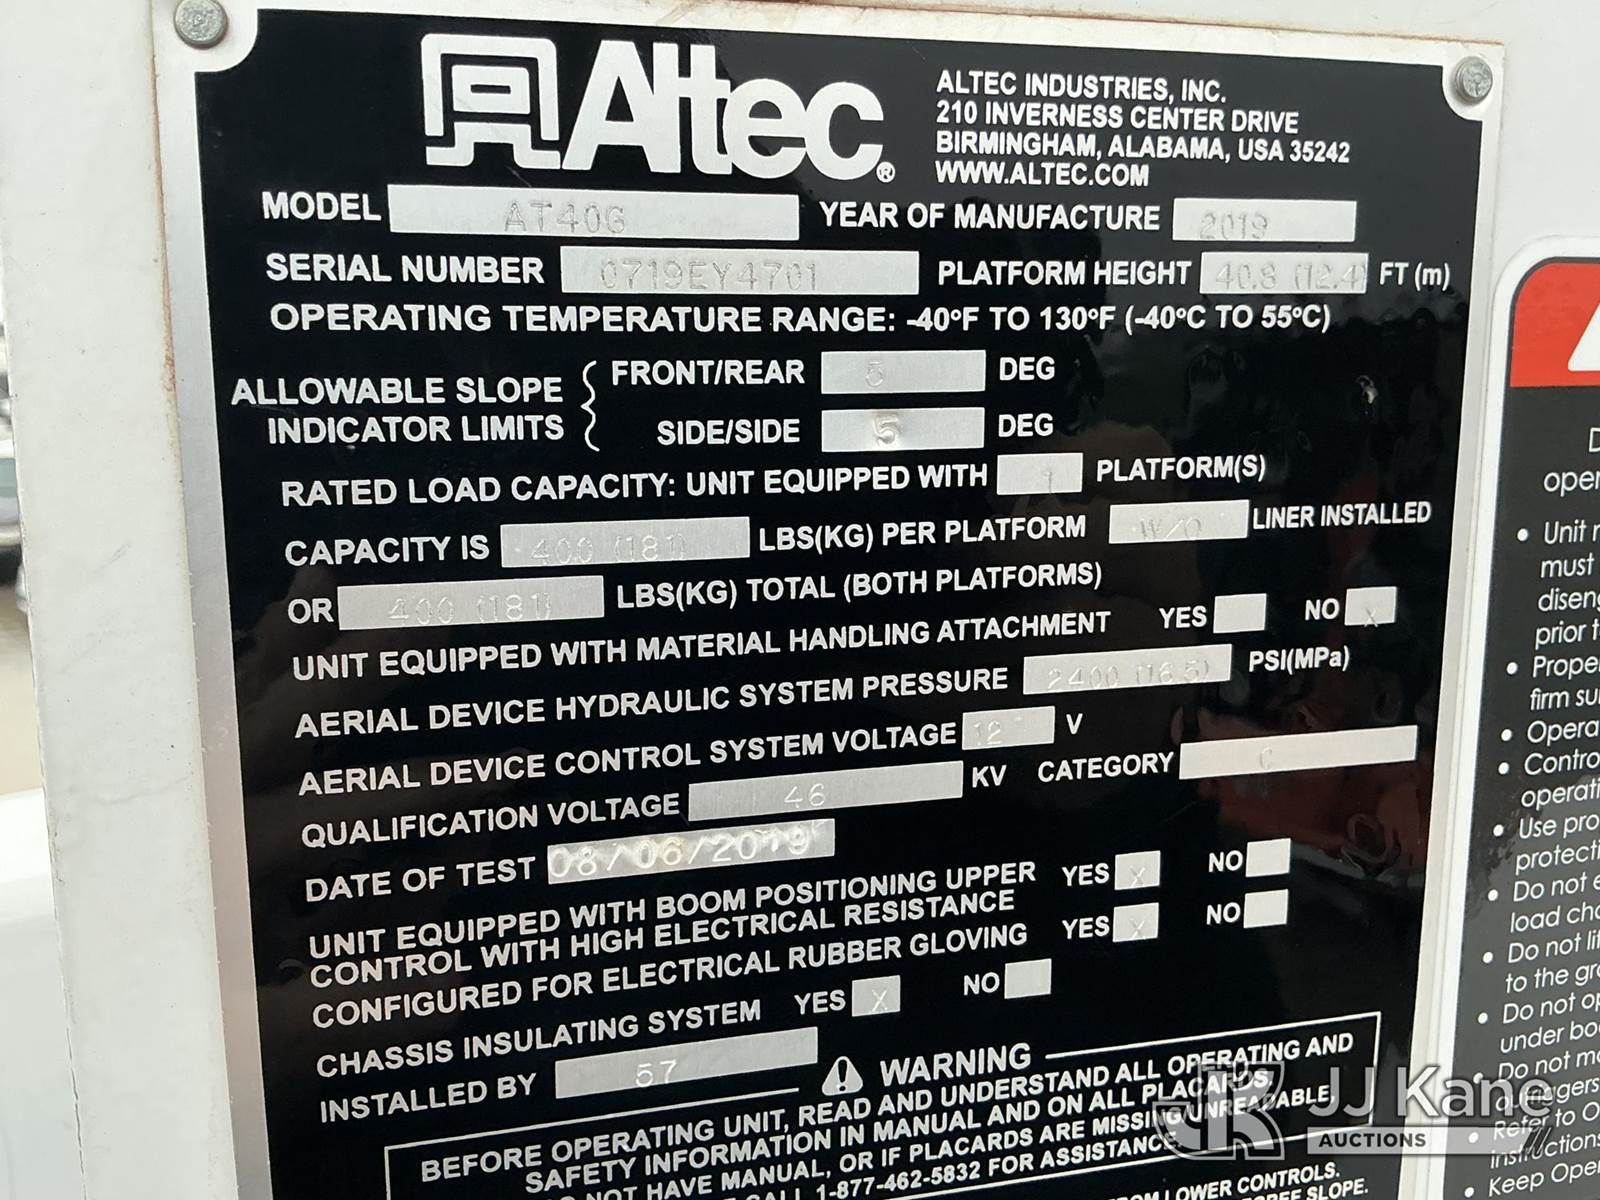 Altec®
ALTEC INDUSTRIES, INC.
210 INVERNESS CENTER DRIVE
BIRMINGHAM, ALABAMA, USA 35242
WWW.ALTEC.COM
MODEL AT40G YEAR OF MANUFACTURE 2019
SERIAL NUMBER 0719EY4701 PLATFORM HEIGHT 40.8 (12.4) FT (m)
OPERATING TEMPERATURE RANGE: -40°F TO 130°F (-40°C TO 55°C)
ALLOWABLE SLOPE INDICATOR LIMITS
FRONT/REAR 5 DEG
SIDE/SIDE 5 DEG
RATED LOAD CAPACITY: UNIT EQUIPPED WITH 1 PLATFORM(S)
CAPACITY IS 400 (181) LBS(KG) PER PLATFORM W/O LINER INSTALLED
OR 400 (181) LBS(KG) TOTAL (BOTH PLATFORMS)
UNIT EQUIPPED WITH MATERIAL HANDLING ATTACHMENT YES NO X
AERIAL DEVICE HYDRAULIC SYSTEM PRESSURE 2400 (16.5) PSI(MPa)
AERIAL DEVICE CONTROL SYSTEM VOLTAGE 12 V
QUALIFICATION VOLTAGE 46 KV CATEGORY C
DATE OF TEST 08/06/2019
UNIT EQUIPPED WITH BOOM POSITIONING UPPER
CONTROL WITH HIGH ELECTRICAL RESISTANCE YES X NO
CONFIGURED FOR ELECTRICAL RUBBER GLOVING YES X NO
CHASSIS INSULATING SYSTEM YES X NO
INSTALLED BY 57
WARNING
BEFORE OPERATING UNIT, READ AND UNDERSTAND ALL OPERATING AND
SAFETY INFORMATION IN MANUAL AND ON ALL PLACARDS.
NOT HAVE MANUAL, OR IF PLACARDS ARE MISSING/UNREADABLE,
CALL 1-877-462-5832 FOR ASSISTANCE
FROM LOWER CONTROLS.
DEGREE SLOPE.
oper
• Unit
must
diseng
prior t
• Prope
firm su
• Opera
• Contro
operati
• Use pro
protecti
• Do not e
load cha
• Do not lif
to the gro
• Do not op
under boo
• Do not mo
• Refer to O
instructions
• Keep Oper
JJ Kane
AUCTIONS